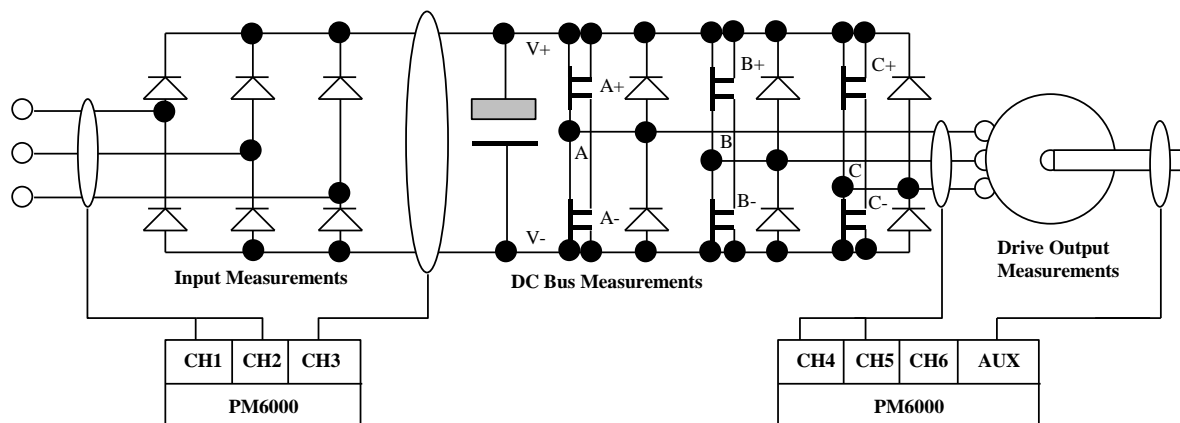 V+
A+
B+
C+
A
B
C
A-
B-
C-
V-
Input Measurements
DC Bus Measurements
Drive Output
Measurements
CH1 CH2 CH3
PM6000
CH4 CH5 CH6 AUX
PM6000